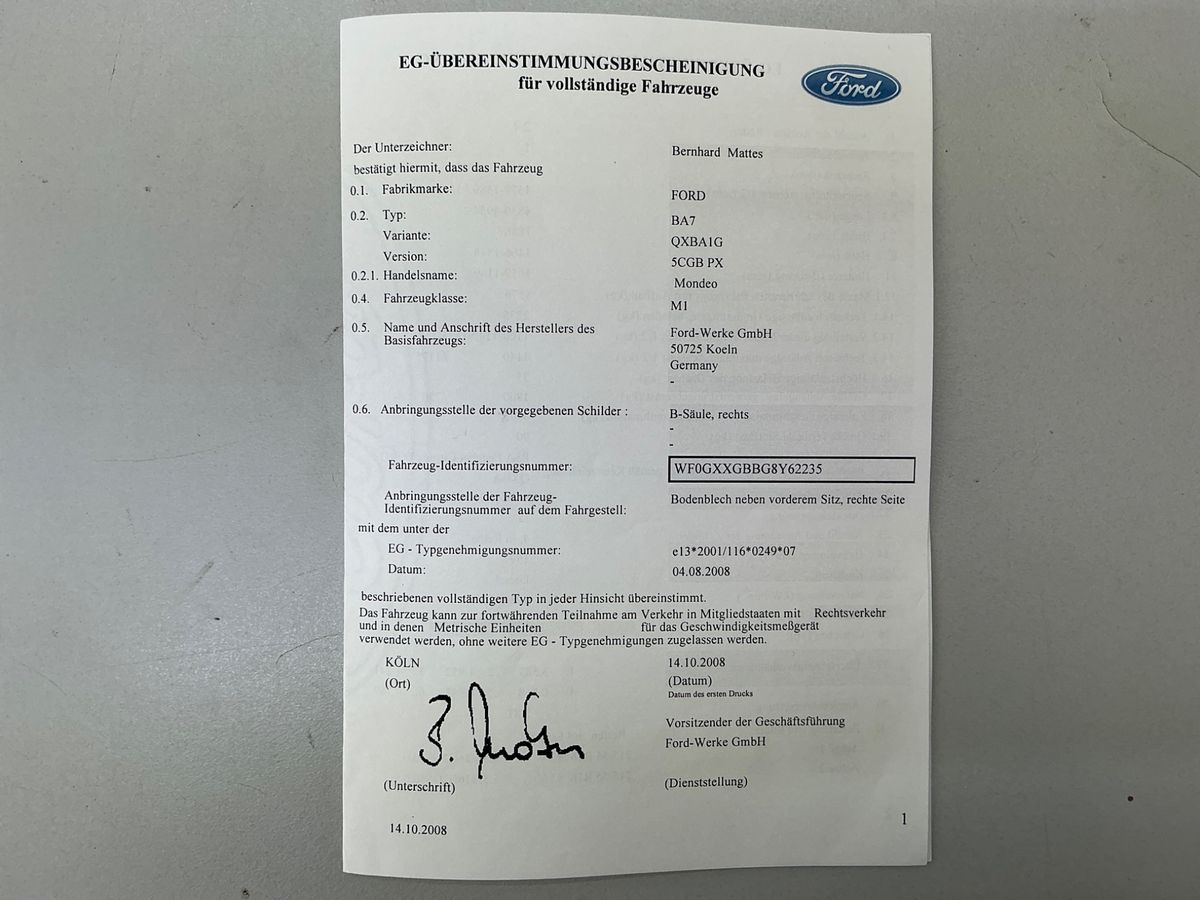 EG-ÜBEREINSTIMMUNGSBESCHEINIGUNG
für vollständige Fahrzeuge
Ford
Der Unterzeichner: Bernhard Mattes
bestätigt hiermit, dass das Fahrzeug
0.1. Fabrikmarke: FORD
0.2. Typ: BA7
Variante: QXBA1G
Version: 5CGB PX
0.2.1. Handelsname: Mondeo
0.4. Fahrzeugklasse: M1
0.5. Name und Anschrift des Herstellers des Ford-Werke GmbH
Basisfahrzeugs: 50725 Koeln
Germany
-
0.6. Anbringungsstelle der vorgegebenen Schilder : B-Säule, rechts
-
-
Fahrzeug-Identifizierungsnummer: WF0GXXGBBG8Y62235
Anbringungsstelle der Fahrzeug- Bodenblech neben vorderem Sitz, rechte Seite
Identifizierungsnummer auf dem Fahrgestell:
mit dem unter der
EG - Typgenehmigungsnummer: e13*2001/116*0249*07
Datum: 04.08.2008
beschriebenen vollständigen Typ in jeder Hinsicht übereinstimmt.
Das Fahrzeug kann zur fortwährenden Teilnahme am Verkehr in Mitgliedstaaten mit Rechtsverkehr
und in denen Metrische Einheiten für das Geschwindigkeitsmeßgerät
verwendet werden, ohne weitere EG - Typgenehmigungen zugelassen werden.
KÖLN 14.10.2008
(Ort) (Datum)
Datum des ersten Drucks
Vorsitzender der Geschäftsführung
Ford-Werke GmbH
(Unterschrift) (Dienststellung)
14.10.2008 1